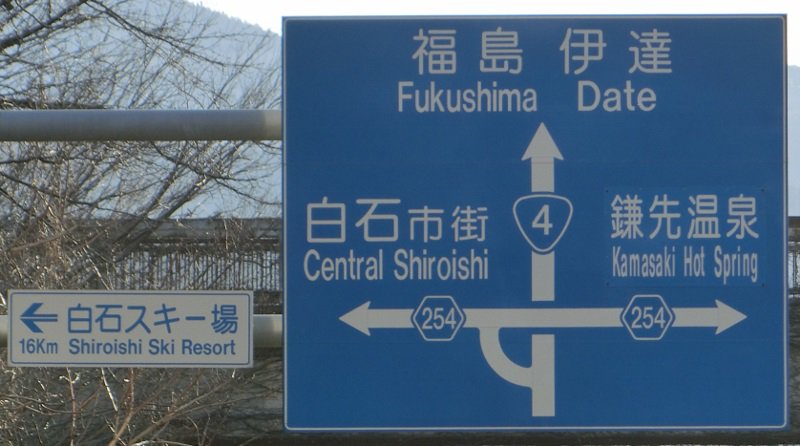 福島 伊達
Fukushima Date
白石市街
Central Shiroishi
4
鎌先温泉
Kamasaki Hot Spring
254
254
白石スキー場
16Km Shiroishi Ski Resort